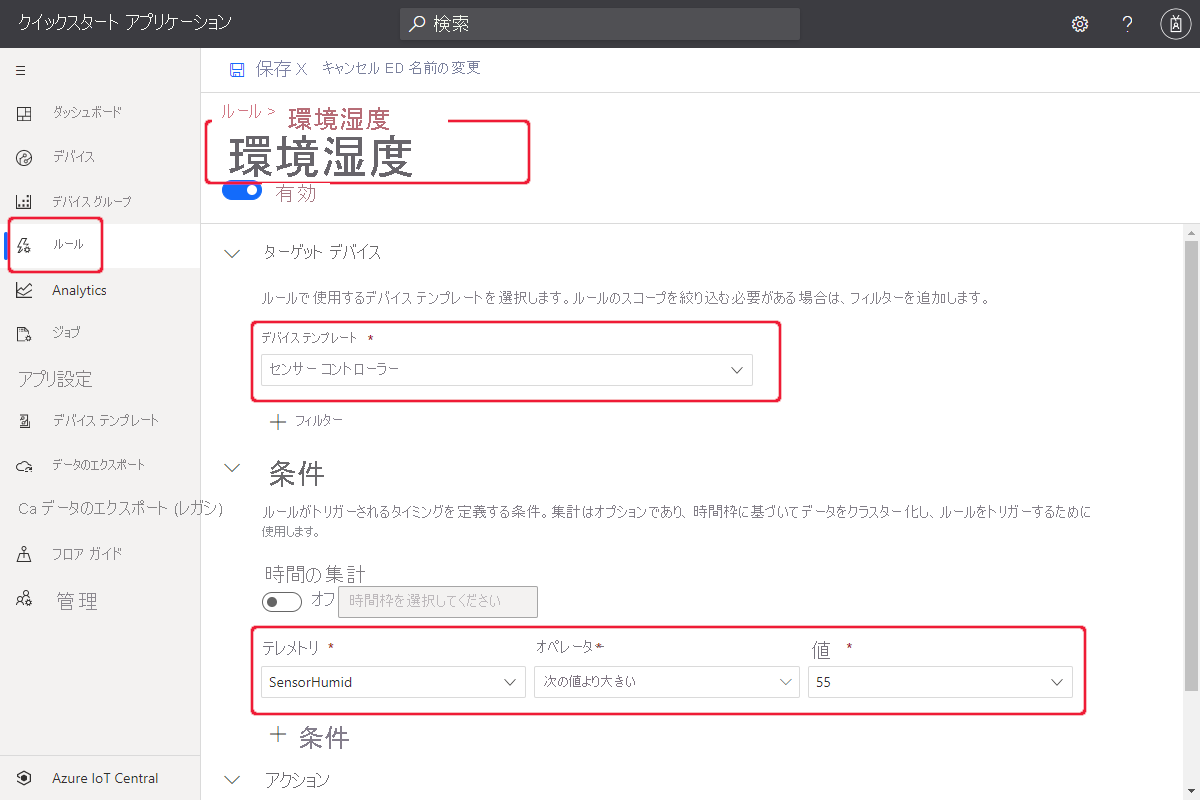 クイックスタート アプリケーション
検索
?
保存 X キャンセル ED 名前の変更
ダッシュボード
デバイス
デバイス グループ
ルール
Analytics
ジョブ
アプリ設定
デバイス テンプレート
データのエクスポート
Ca データのエクスポート (レガシ)
フロア ガイド
管理
Azure IoT Central
ルール > 環境湿度
環境湿度
有効
ターゲット デバイス
ルールで使用するデバイス テンプレートを選択します。ルールのスコープを絞り込む必要がある場合は、フィルターを追加します。
デバイス テンプレート *
センサー コントローラー
+ フィルター
条件
ルールがトリガーされるタイミングを定義する条件。集計はオプションであり、時間枠に基づいてデータをクラスター化し、ルールをトリガーするために
使用します。
時間の集計
オフ 時間枠を選択してください
テレメトリ * オペレータ* 値 *
SensorHumid 次の値より大きい 55
+ 条件
アクション